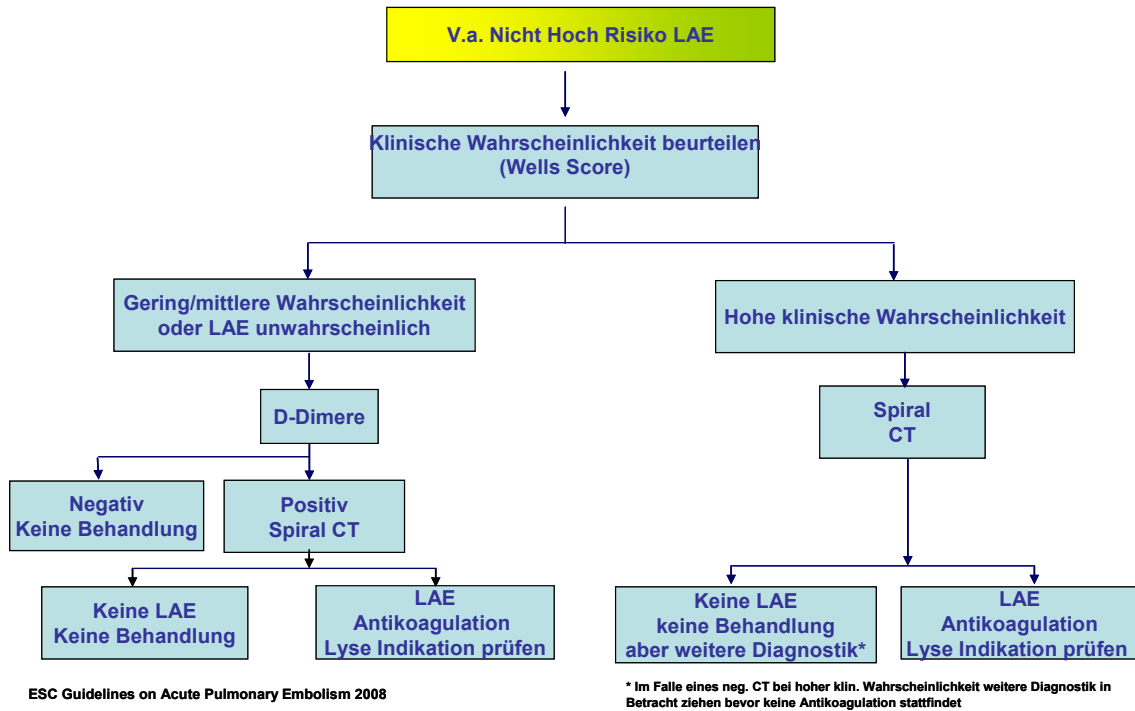 V.a. Nicht Hoch Risiko LAE
Klinische Wahrscheinlichkeit beurteilen
(Wells Score)
Gering/mittlere Wahrscheinlichkeit
oder LAE unwahrscheinlich
Hohe klinische Wahrscheinlichkeit
D-Dimere
Spiral
CT
Negativ
Keine Behandlung
Positiv
Spiral CT
Keine LAE
Keine Behandlung
LAE
Antikoagulation
Lyse Indikation prüfen
Keine LAE
keine Behandlung
aber weitere Diagnostik*
LAE
Antikoagulation
Lyse Indikation prüfen
ESC Guidelines on Acute Pulmonary Embolism 2008
* Im Falle eines neg. CT bei hoher klin. Wahrscheinlichkeit weitere Diagnostik in
Betracht ziehen bevor keine Antikoagulation stattfindet